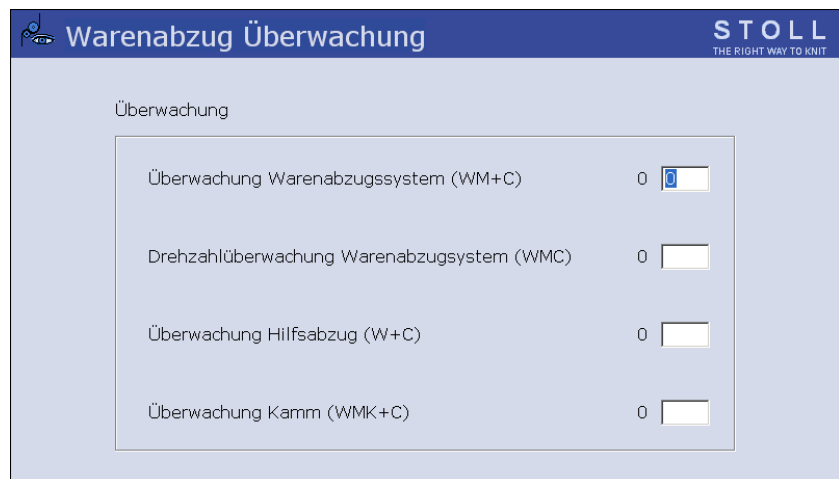 Warenabzug Überwachung
STOLL
THE RIGHT WAY TO KNIT
Überwachung
Überwachung Warenabzugssystem (WM+C) 0 0
Drehzahlüberwachung Warenabzugsystem (WMC) 0
Überwachung Hilfsabzug (W+C) 0
Überwachung Kamm (WMK+C) 0